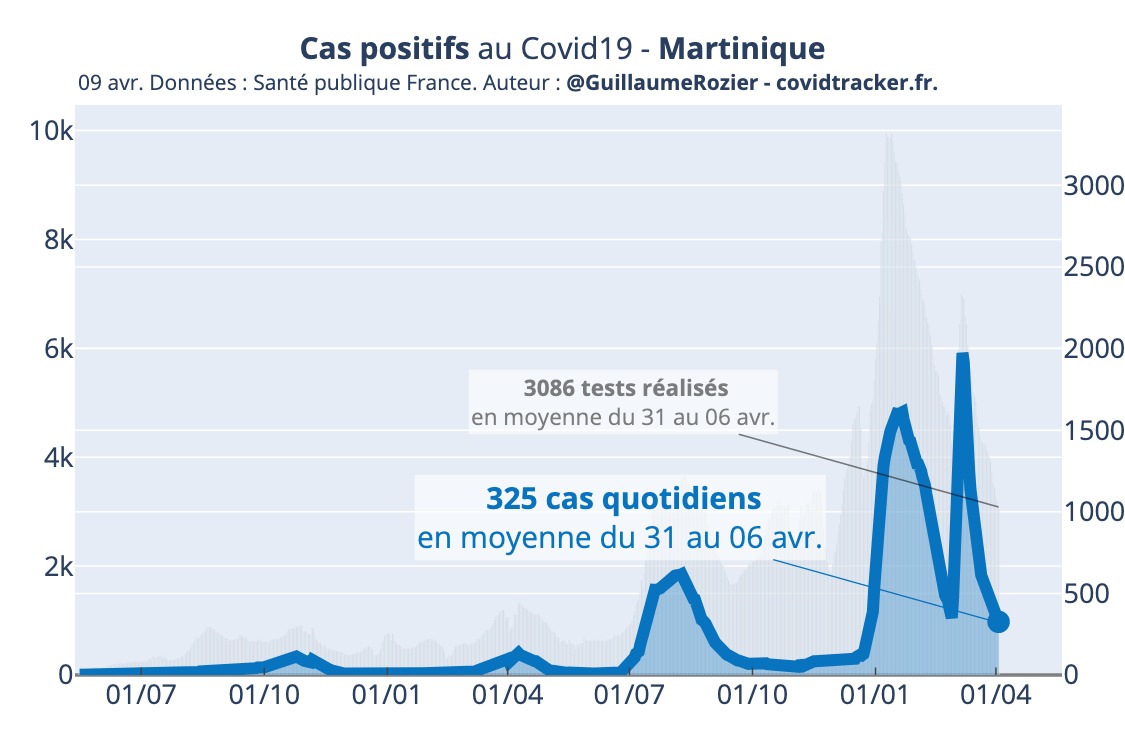 Cas positifs au Covid19 - Martinique
09 avr. Données : Santé publique France. Auteur : @GuillaumeRozier - covidtracker.fr.
10k
8k
6k
4k
2k
0
3000
2500
2000
1500
1000
500
0
3086 tests réalisés
en moyenne du 31 au 06 avr.
325 cas quotidiens
en moyenne du 31 au 06 avr.
01/07 01/10 01/01 01/04 01/07 01/10 01/01 01/04